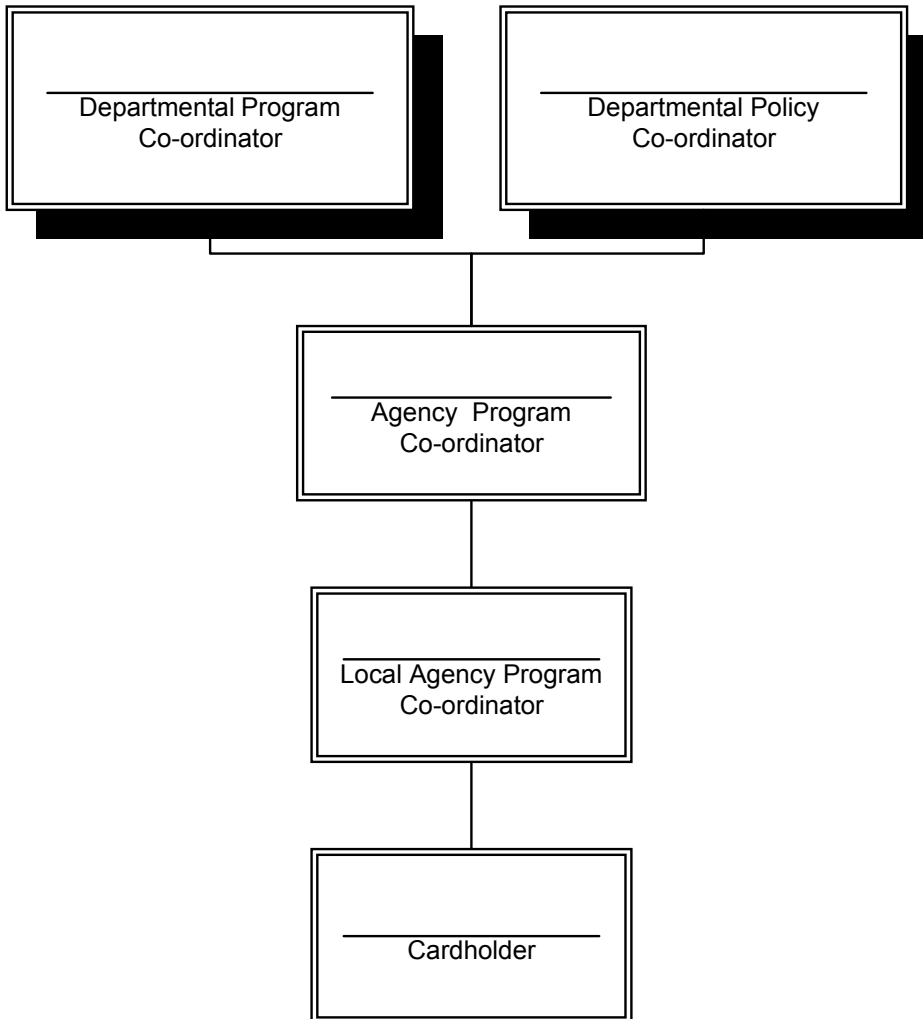 Departmental Program
Co-ordinator
Departmental Policy
Co-ordinator
Agency Program
Co-ordinator
Local Agency Program
Co-ordinator
Cardholder